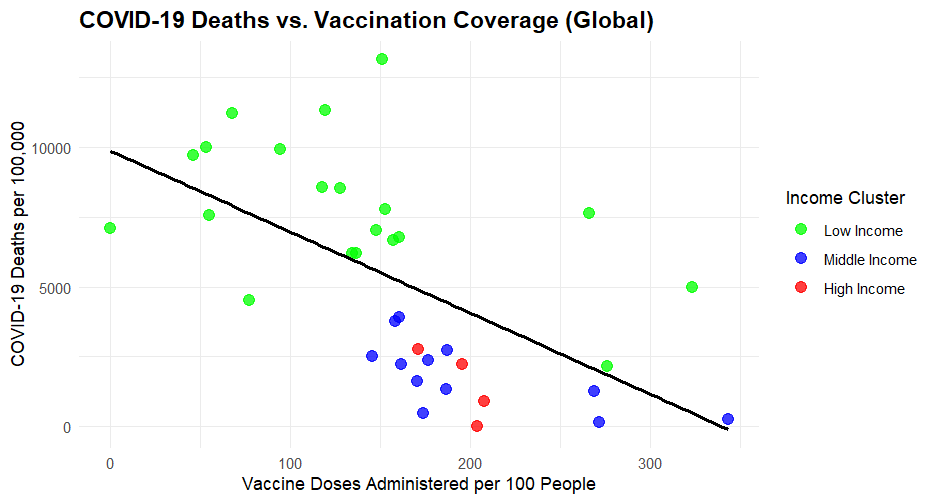 COVID-19 Deaths vs. Vaccination Coverage (Global)
COVID-19 Deaths per 100,000
10000
5000
0
0 100 200 300
Vaccine Doses Administered per 100 People
Income Cluster
Low Income
Middle Income
High Income